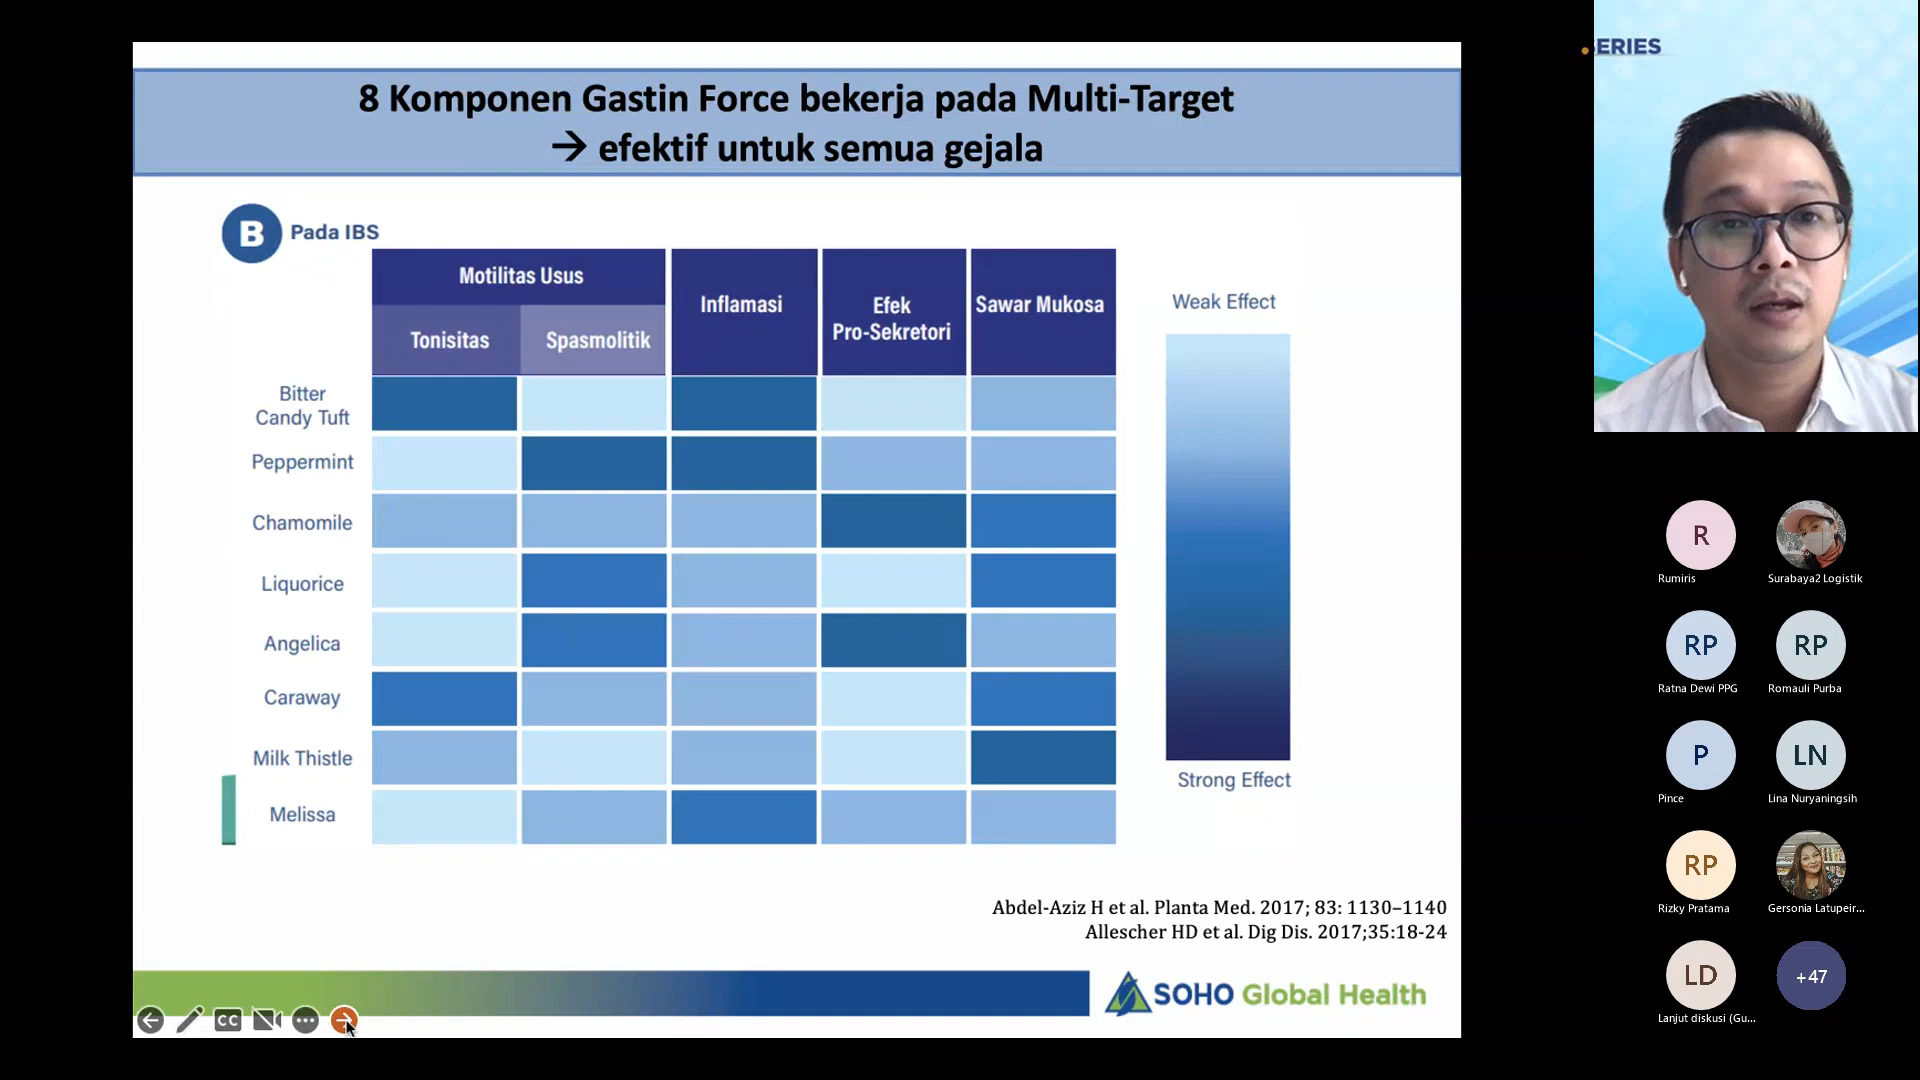 8 Komponen Gastin Force bekerja pada Multi-Target
→ efektif untuk semua gejala
B Pada IBS
Motilitas Usus
Tonisitas
Spasmolitik
Inflamasi
Efek
Pro-Sekretori
Sawar Mukosa
Bitter
Candy Tuft
Peppermint
Chamomile
Liquorice
Angelica
Caraway
Milk Thistle
Melissa
Weak Effect
Strong Effect
Abdel-Aziz H et al. Planta Med. 2017; 83: 1130–1140
Allescher HD et al. Dig Dis. 2017;35:18-24
SOHO Global Health
CC
ERIES
R
Rumiris
Surabaya2 Logistik
RP
Ratna Dewi PPG
RP
Romauli Purba
P
Pince
LN
Lina Nuryaningsih
RP
Rizky Pratama
Gersonia Latupeir...
LD
Lanjut diskusi (Gu...
+47